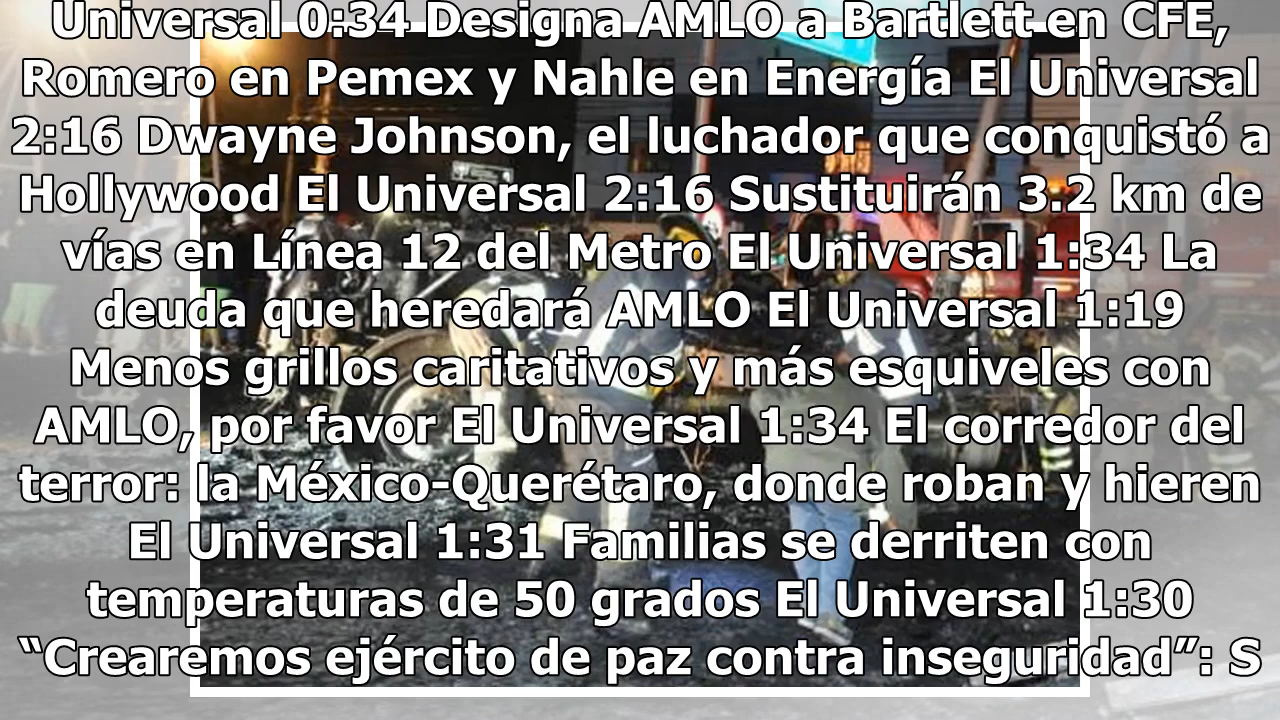 Universal 0:34 Designa AMLO a Bartlett en CFE,
Romero en Pemex y Nahle en Energía El Universal
2:16 Dwayne Johnson, el luchador que conquistó a
Hollywood El Universal 2:16 Sustituirán 3.2 km de
vías en Línea 12 del Metro El Universal 1:34 La
deuda que heredará AMLO El Universal 1:19
Menos grillos caritativos y más esquiveles con
AMLO, por favor El Universal 1:34 El corredor del
terror: la México-Querétaro, donde roban y hieren
El Universal 1:31 Familias se derriten con
temperaturas de 50 grados El Universal 1:30
“Crearemos ejército de paz contra inseguridad”: S